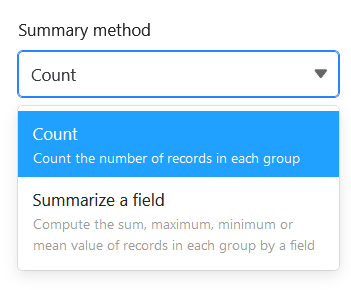 Summary method
Count
Count
Count the number of records in each group
Summarize a field
Compute the sum, maximum, minimum or
mean value of records in each group by a field